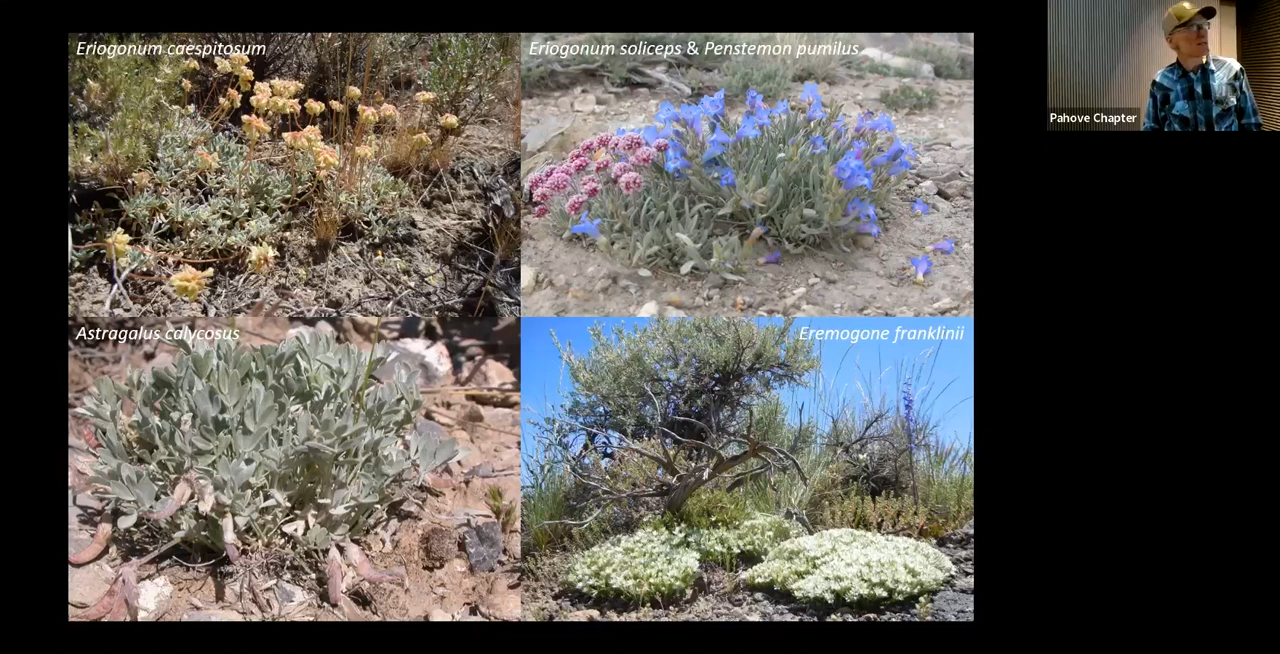 Eriogonum caespitosum
Eriogonum soliceps & Penstemon pumilus
Pahove Chapter
Astragalus calycosus
Eremogone franklinii